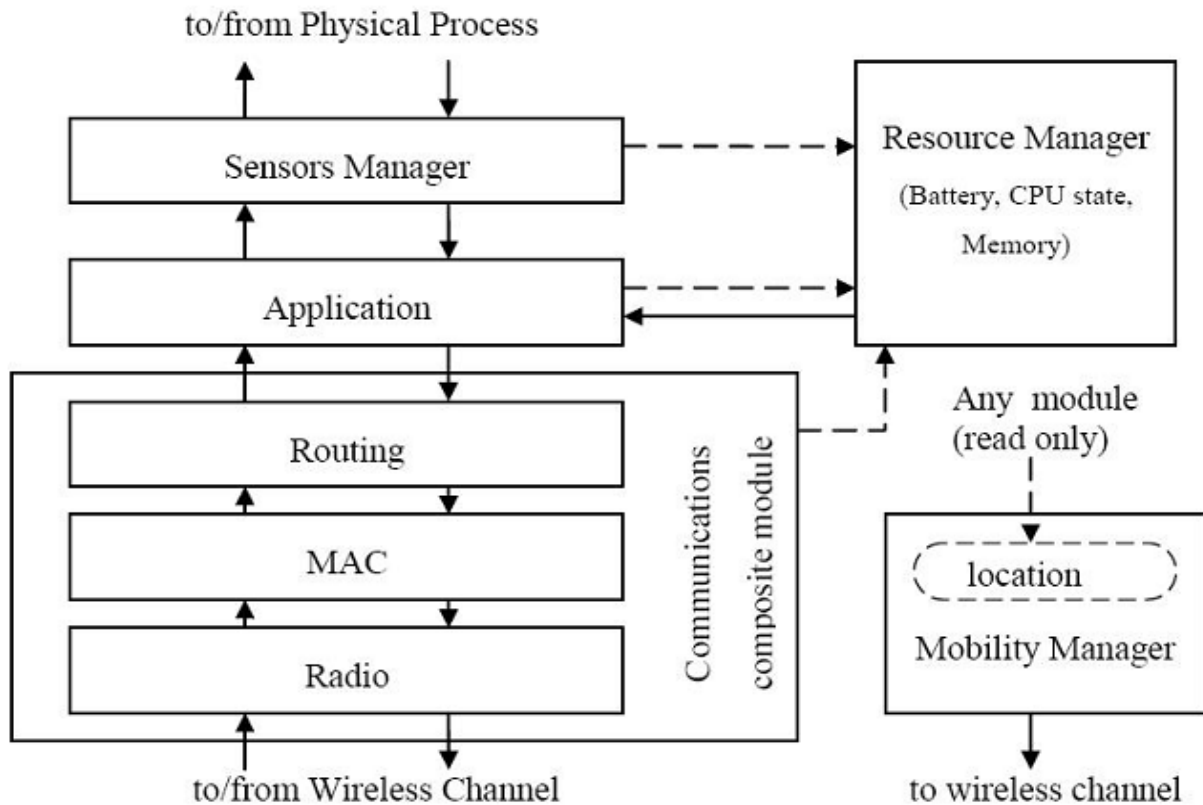 to/from Physical Process
Sensors Manager
Resource Manager
(Battery, CPU state,
Memory)
Application
Routing
MAC
Radio
Communications
composite module
Any module
(read only)
location
Mobility Manager
to/from Wireless Channel
to wireless channel